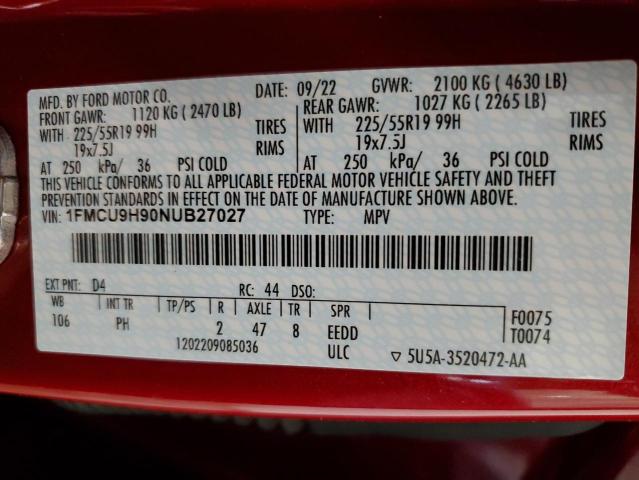 MFD. BY FORD MOTOR CO.
DATE: 09/22 GVWR: 2100 KG ( 4630 LB)
FRONT GAWR: 1120 KG ( 2470 LB)
REAR GAWR: 1027 KG ( 2265 LB)
WITH 225/55R19 99H TIRES
WITH 225/55R19 99H TIRES
19x7.5J RIMS
19x7.5J RIMS
AT 250 kPa/ 36 PSI COLD
AT 250 kPa/ 36 PSI COLD
THIS VEHICLE CONFORMS TO ALL APPLICABLE FEDERAL MOTOR VEHICLE SAFETY AND THEFT
PREVENTION STANDARDS IN EFFECT ON THE DATE OF MANUFACTURE SHOWN ABOVE.
VIN: 1FMCU9H90NUB27027 TYPE: MPV
EXT PNT: D4 RC: 44 DSO:
WB INT TR TP/PS R AXLE TR SPR
106 PH 2 47 8 EEDD
F0075
T0074
1202209085036 ULC ▽ 5U5A-3520472-AA